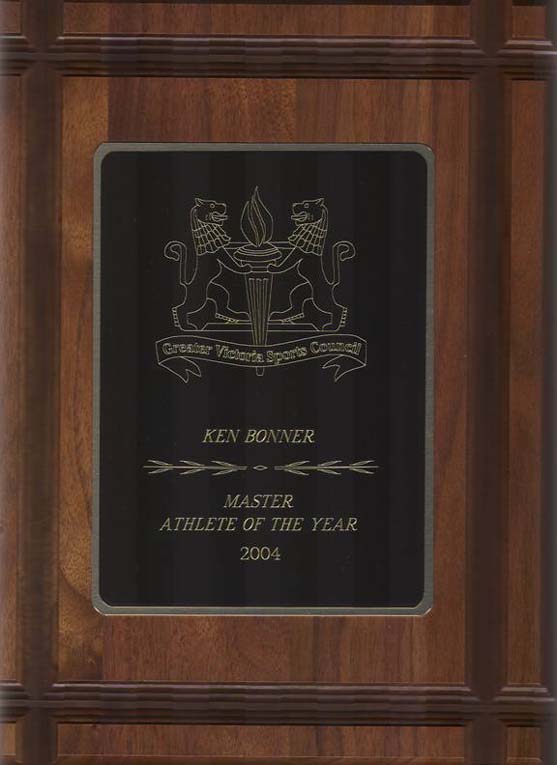 Greater Victoria Sports Council
KEN BONNER
MASTER
ATHLETE OF THE YEAR
2004